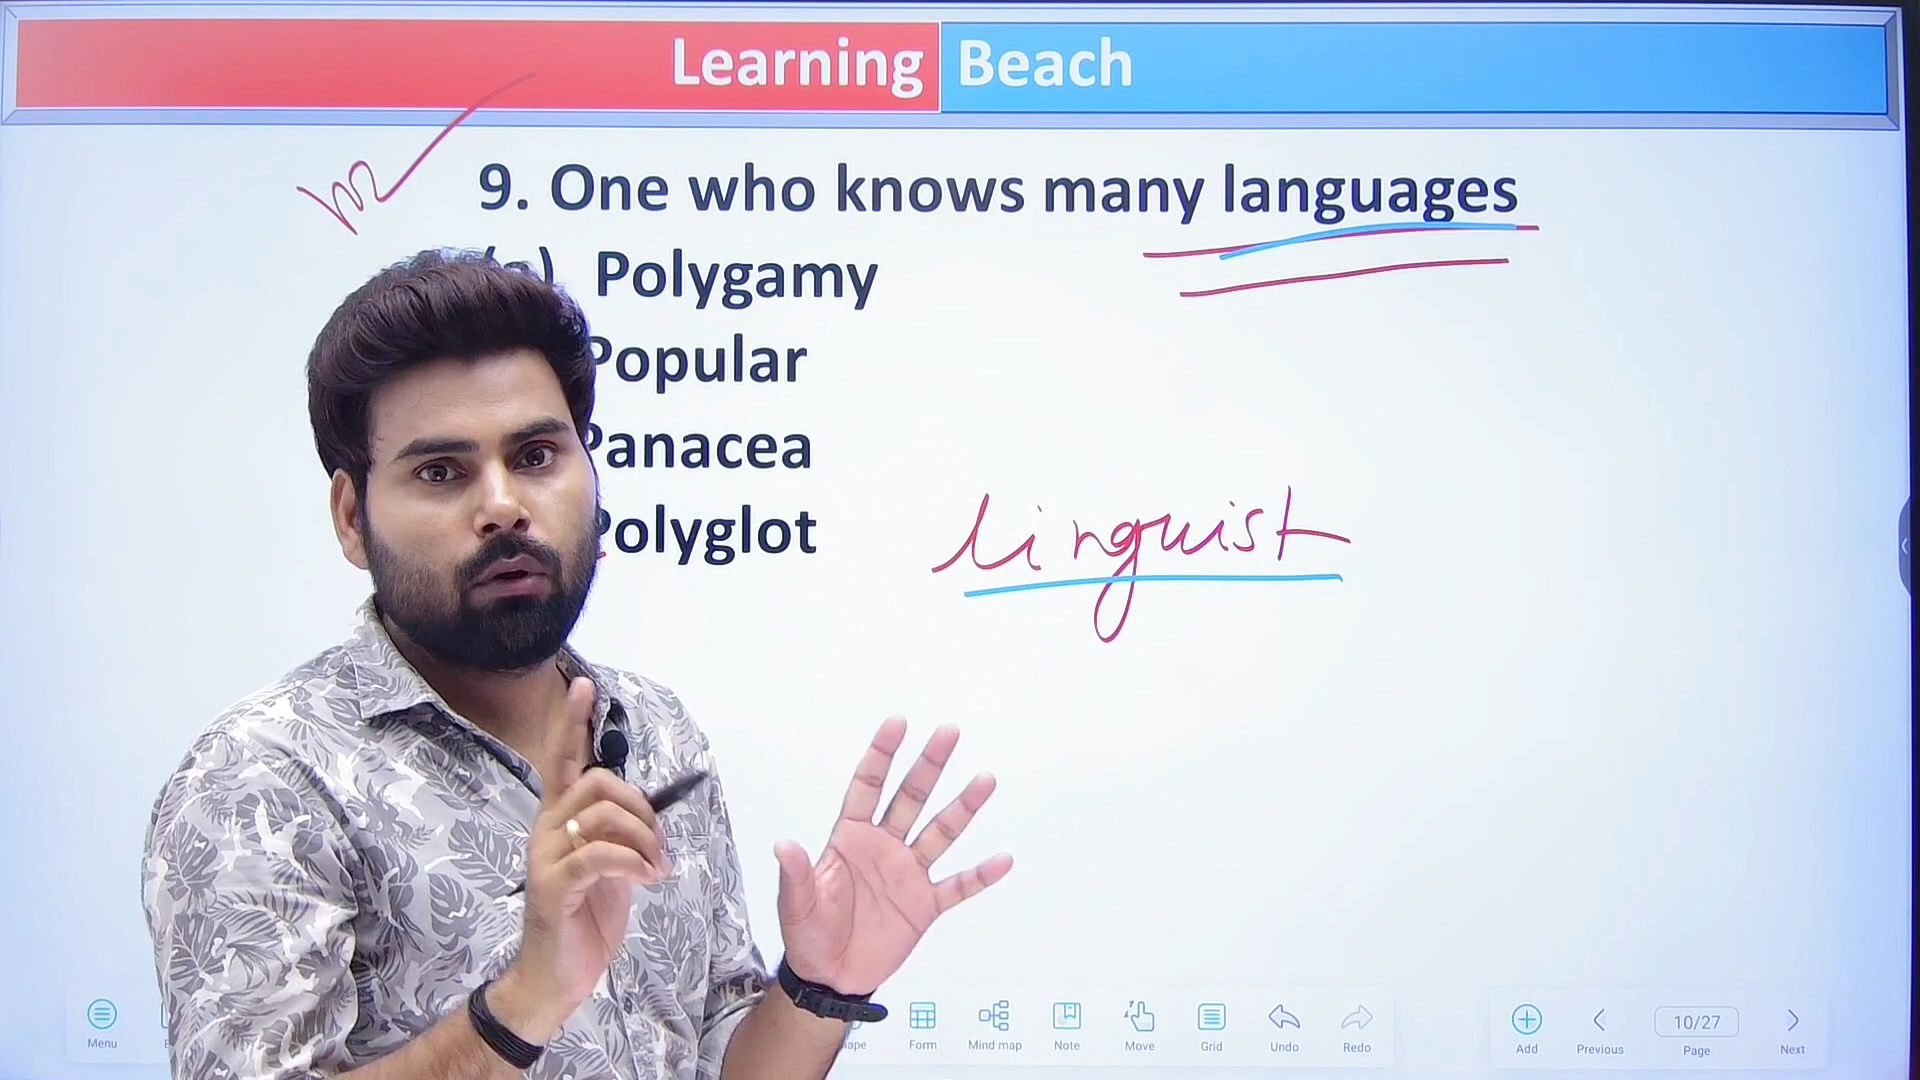 Learning Beach
9. One who knows many languages
Polygamy
Popular
Panacea
Polyglot
linguist
Menu
Form
Mind map
Note
Move
Grid
Undo
Redo
Add
Previous
10/27
Page
Next